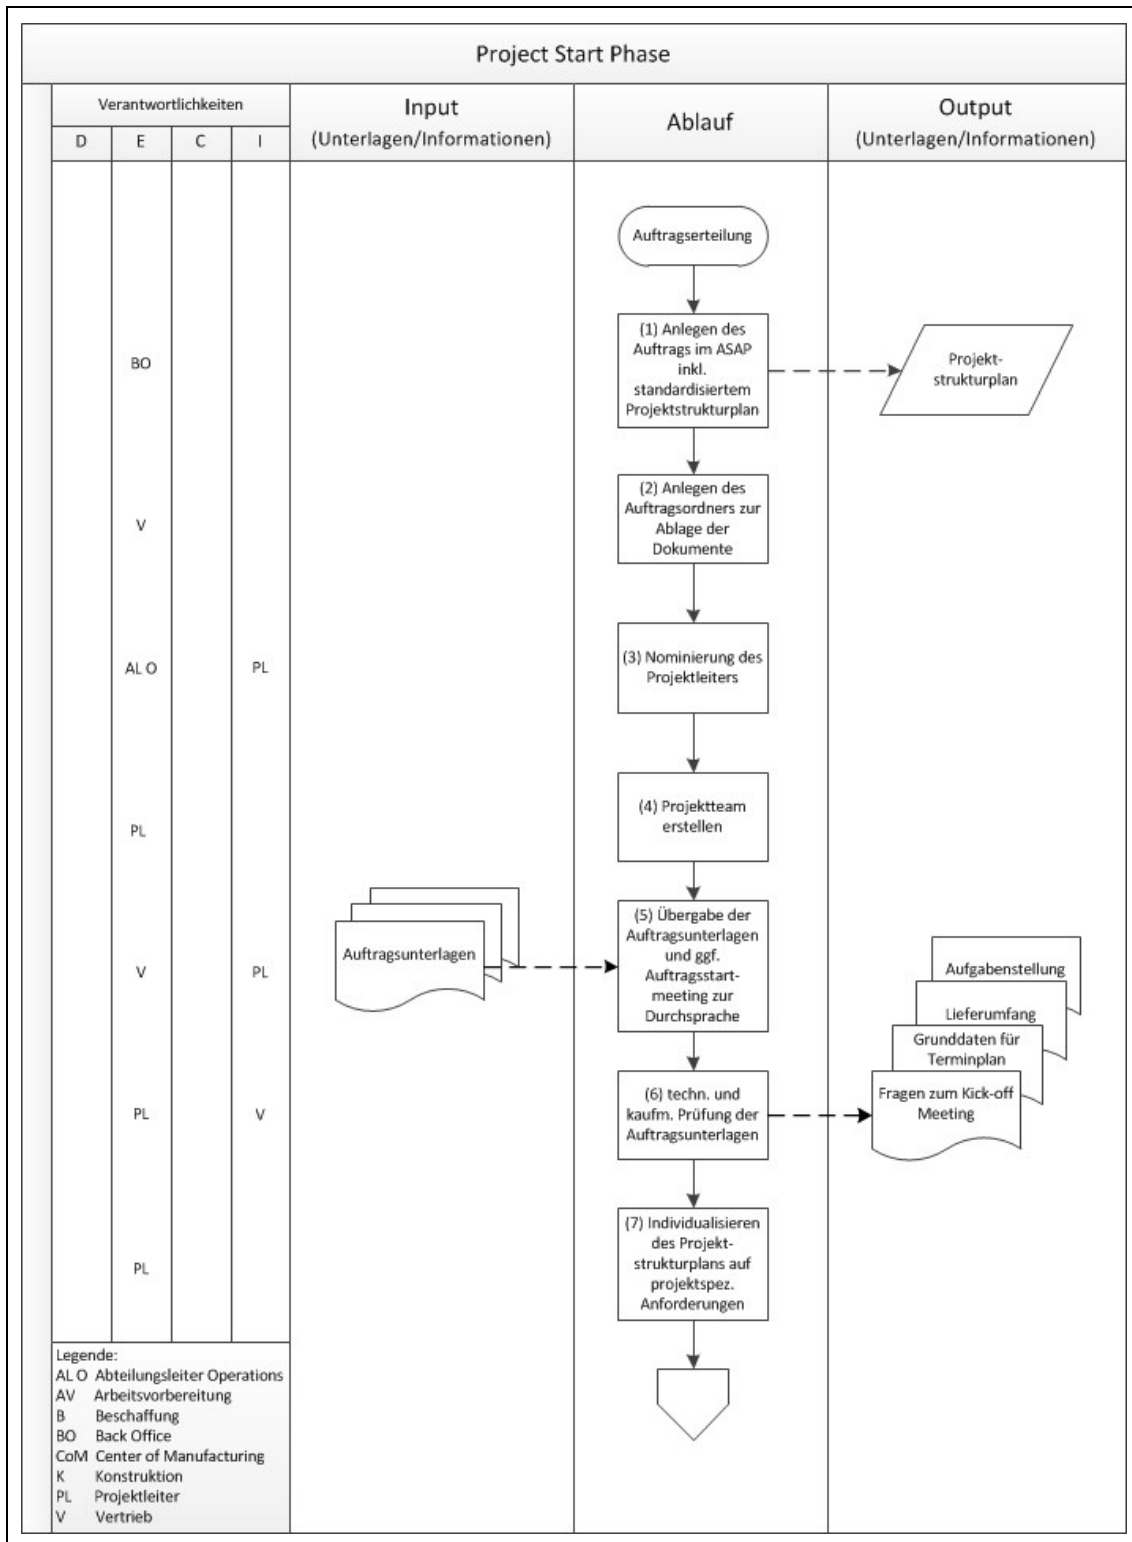 Project Start Phase
Verantwortlichkeiten
D E C I
Input
(Unterlagen/Informationen)
Ablauf
Output
(Unterlagen/Informationen)
Auftragserteilung
BO
(1) Anlegen des
Auftrags im ASAP
inkl.
standardisiertem
Projektstrukturplan
Projekt-
strukturplan
V
(2) Anlegen des
Auftragsordners zur
Ablage der
Dokumente
AL O PL
(3) Nominierung des
Projektleiters
PL
(4) Projektteam
erstellen
V PL
Auftragsunterlagen
(5) Übergabe der
Auftragsunterlagen
und ggf.
Auftragsstart-
meeting zur
Durchsprache
Aufgabenstellung
Lieferumfang
Grunddaten für
Terminplan
Fragen zum Kick-off
Meeting
PL V
(6) techn. und
kaufm. Prüfung der
Auftragsunterlagen
PL
(7) Individualisieren
des Projekt-
strukturplans auf
projektspez.
Anforderungen
Legende:
AL O Abteilungsleiter Operations
AV Arbeitsvorbereitung
B Beschaffung
BO Back Office
CoM Center of Manufacturing
K Konstruktion
PL Projektleiter
V Vertrieb